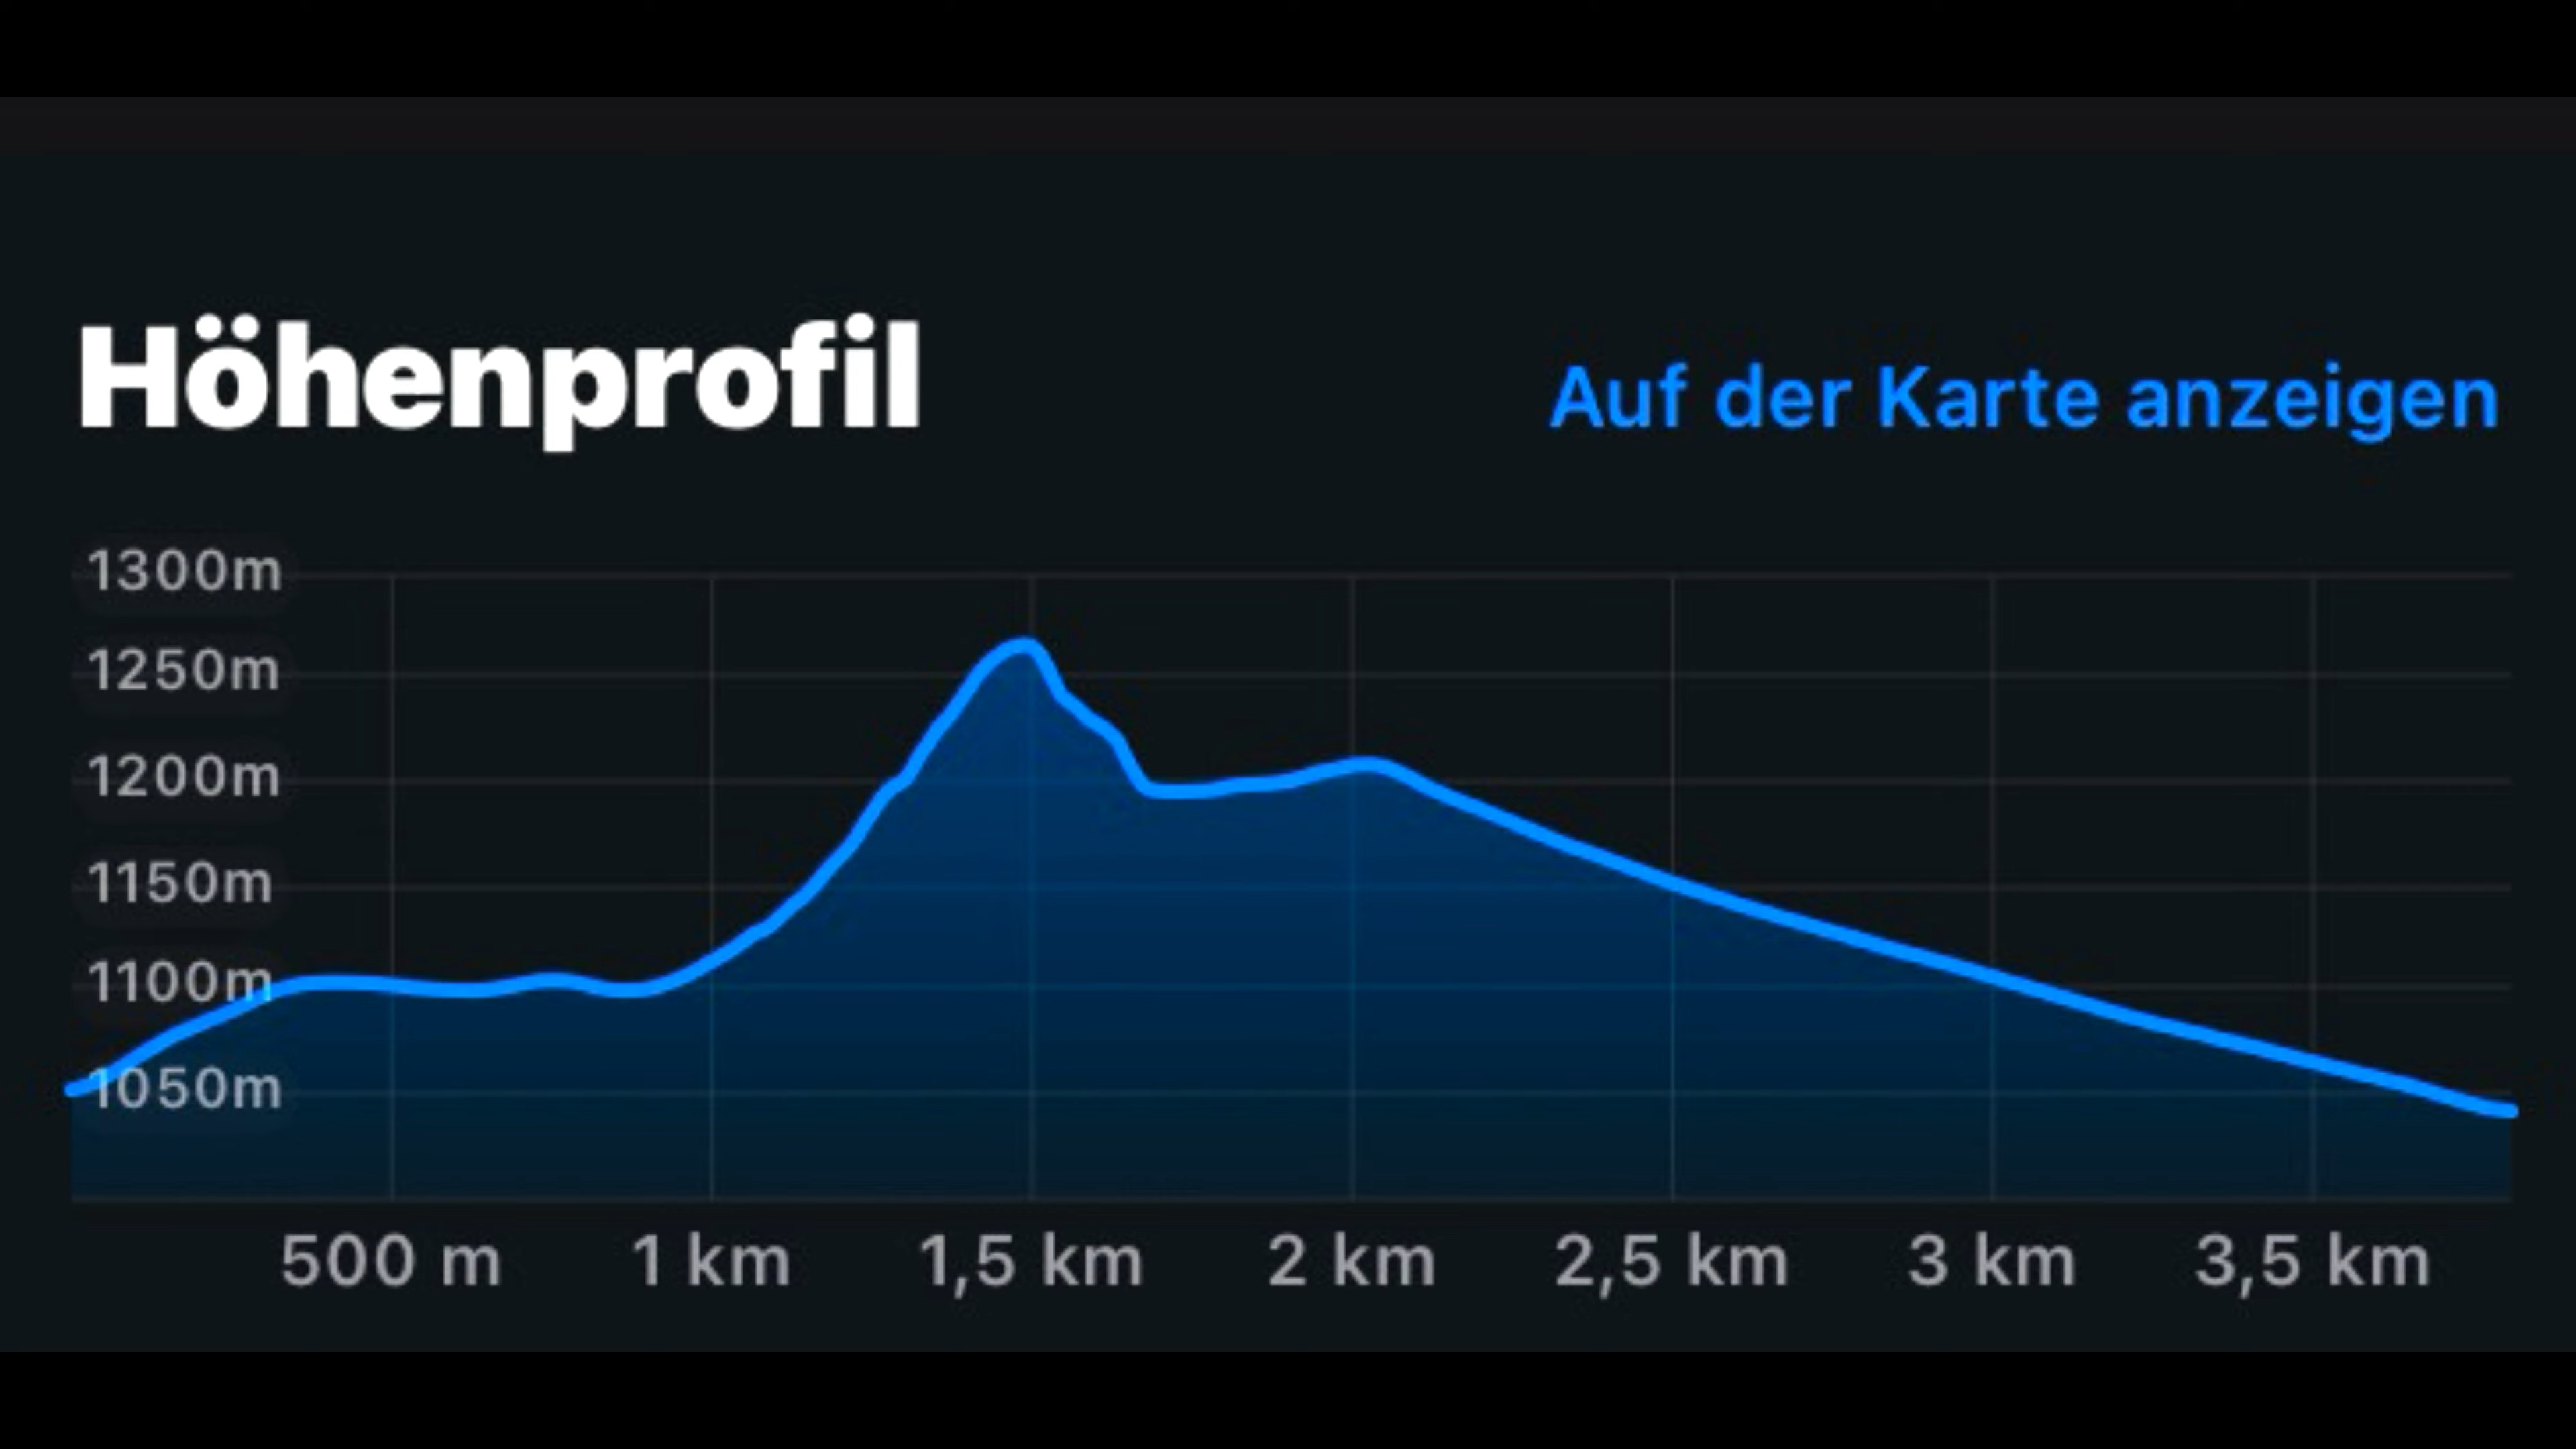 Höhenprofil
Auf der Karte anzeigen
1300m
1250m
1200m
1150m
1100m
1050m
500 m 1 km 1,5 km 2 km 2,5 km 3 km 3,5 km